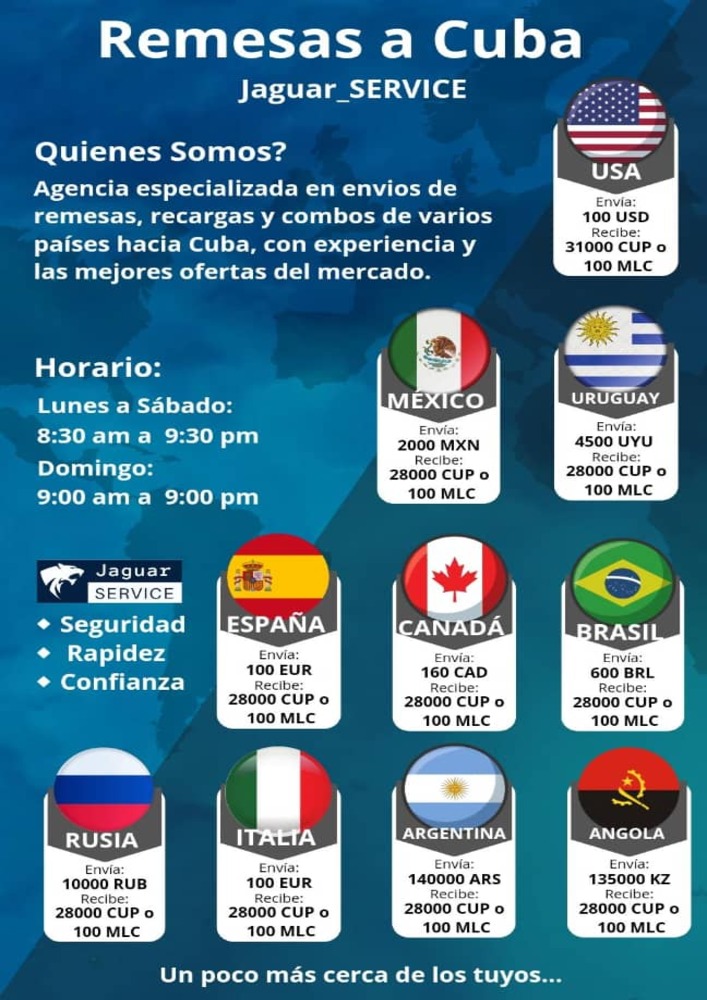 Remesas a Cuba
Jaguar_SERVICE
Quienes Somos?
Agencia especializada en envios de
remesas, recargas y combos de varios
países hacia Cuba, con experiencia y
las mejores ofertas del mercado.
USA
Envía:
100 USD
Recibe:
31000 CUP o
100 MLC
Horario:
Lunes a Sábado:
8:30 am a 9:30 pm
Domingo:
9:00 am a 9:00 pm
MÉXICO
Envía:
2000 MXN
Recibe:
28000 CUP o
100 MLC
URUGUAY
Envía:
4500 UYU
Recibe:
28000 CUP o
100 MLC
Jaguar
SERVICE
◆ Seguridad
◆ Rapidez
◆ Confianza
ESPAÑA
Envía:
100 EUR
Recibe:
28000 CUP o
100 MLC
CANADÁ
Envía:
160 CAD
Recibe:
28000 CUP o
100 MLC
BRASIL
Envía:
600 BRL
Recibe:
28000 CUP o
100 MLC
RUSIA
Envía:
10000 RUB
Recibe:
28000 CUP o
100 MLC
ITALIA
Envía:
100 EUR
Recibe:
28000 CUP o
100 MLC
ARGENTINA
Envía:
140000 ARS
Recibe:
28000 CUP o
100 MLC
ANGOLA
Envía:
135000 KZ
Recibe:
28000 CUP o
100 MLC
Un poco más cerca de los tuyos...